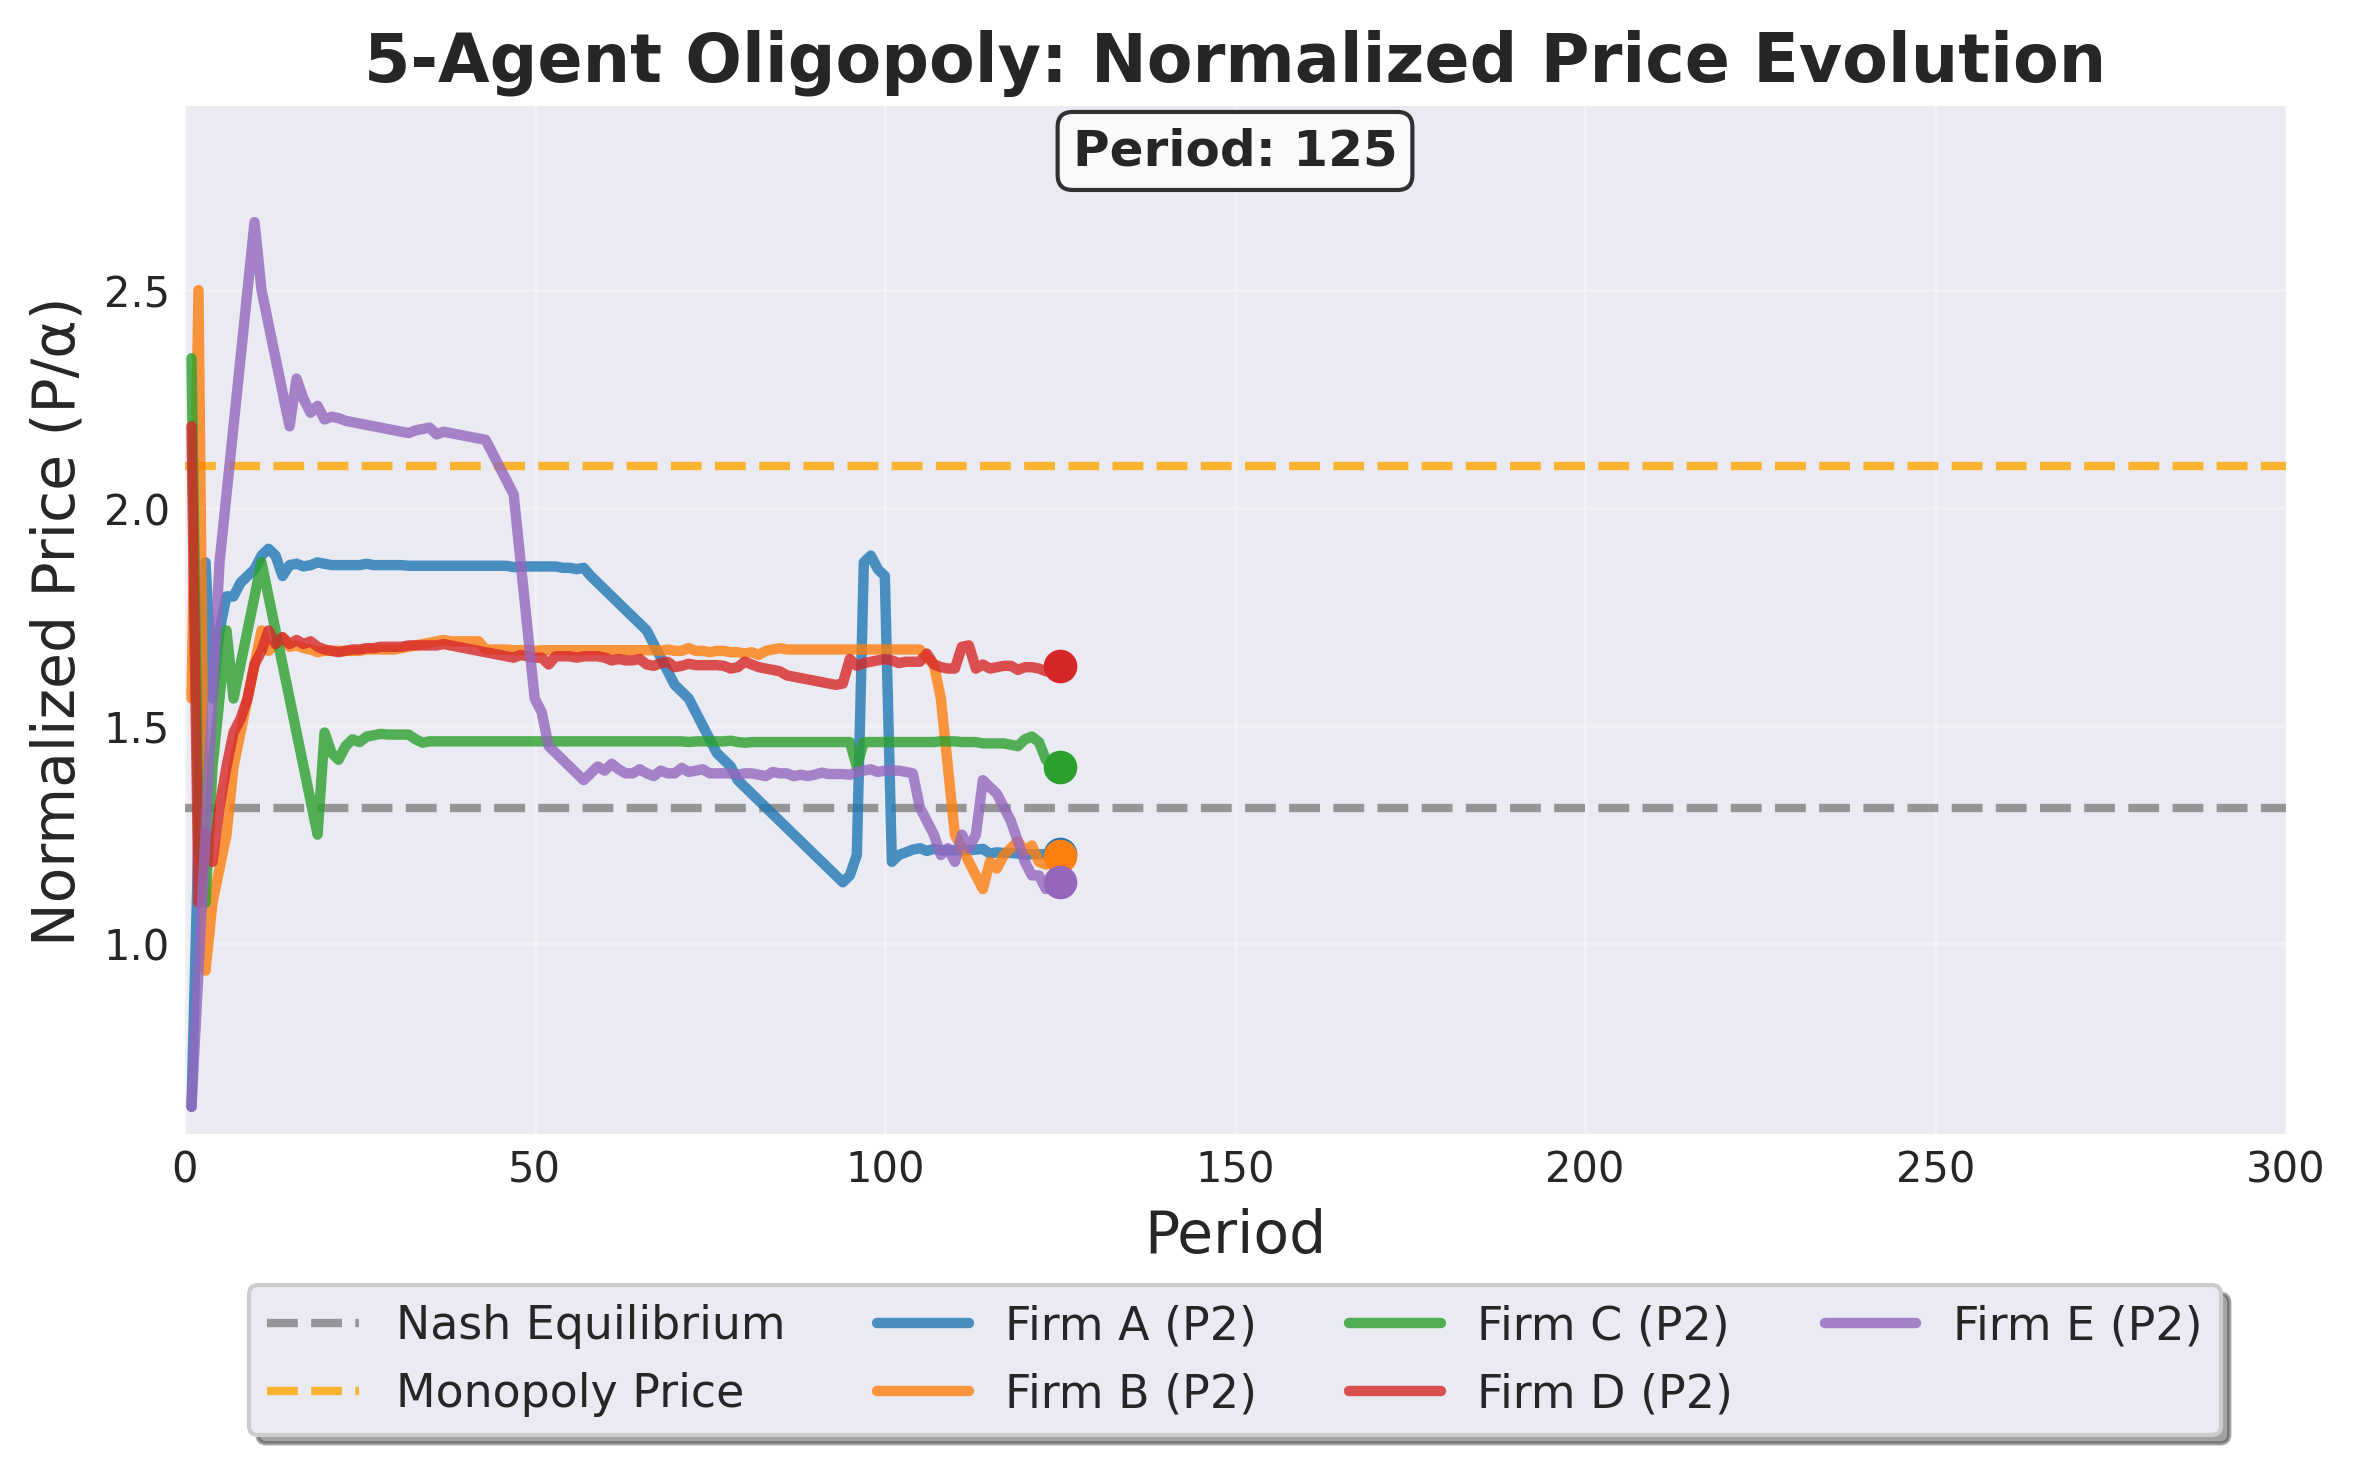 5-Agent Oligopoly: Normalized Price Evolution
Period: 125
Normalized Price (P/α)
2.5
2.0
1.5
1.0
0 50 100 150 200 250 300
Period
Nash Equilibrium Firm A (P2) Firm C (P2) Firm E (P2)
Monopoly Price Firm B (P2) Firm D (P2)